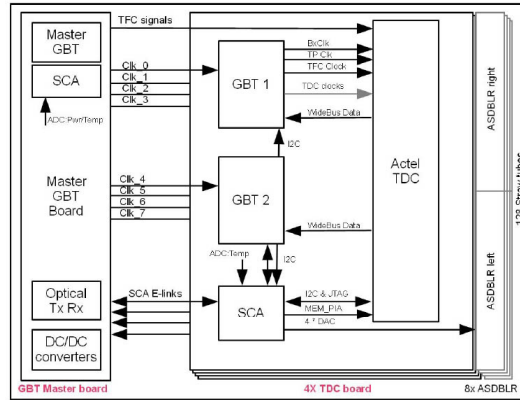 Master
GBT
SCA
ADC:Pwr/Temp
Master
GBT
Board
Optical
Tx Rx
DC/DC
converters
GBT Master board
TFC signals
Clk_0
Clk_1
Clk_2
Clk_3
Clk_4
Clk_5
Clk_6
Clk_7
SCA E-links
GBT 1
I2C
GBT 2
ADC:Temp
I2C
SCA
BxClk
TP Clk
TFC Clock
TDC clocks
WideBus Data
WideBus Data
I2C & JTAG
MEM_PIA
4 * DAC
Actel
TDC
4X TDC board
ASDBLR right
ASDBLR left
128 Straw tubes
8x ASDBLR